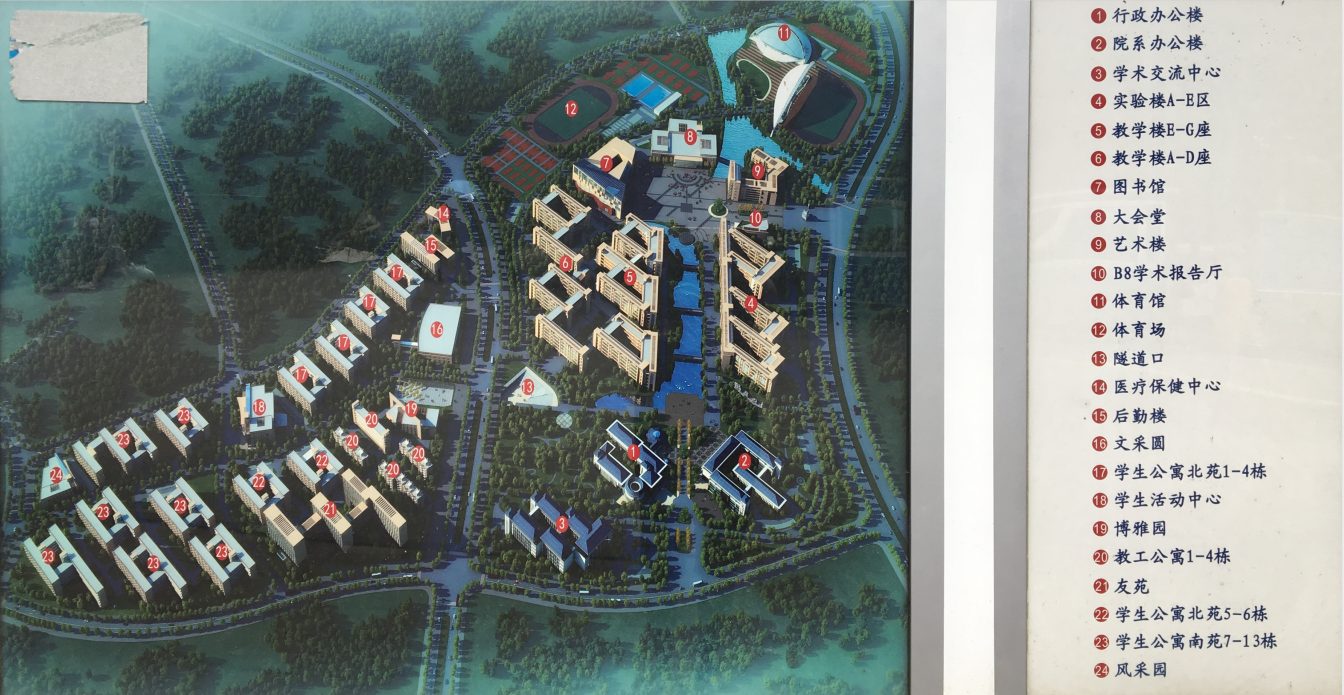 11
12
8
7
9
14
10
15
6
17
5
17
4
16
17
17
13
18
19
20
23
20
23
1
20
22
2
24
20
22
23
21
23
3
23
23
23
1 行政办公楼
2 院系办公楼
3 学术交流中心
4 实验楼A-E区
5 教学楼E-G座
6 教学楼A-D座
7 图书馆
8 大会堂
9 艺术楼
10 B8学术报告厅
11 体育馆
12 体育场
13 隧道口
14 医疗保健中心
15 后勤楼
16 文采圆
17 学生公寓北苑1-4栋
18 学生活动中心
19 博雅园
20 教工公寓1-4栋
21 友苑
22 学生公寓北苑5-6栋
23 学生公寓南苑7-13栋
24 风采园